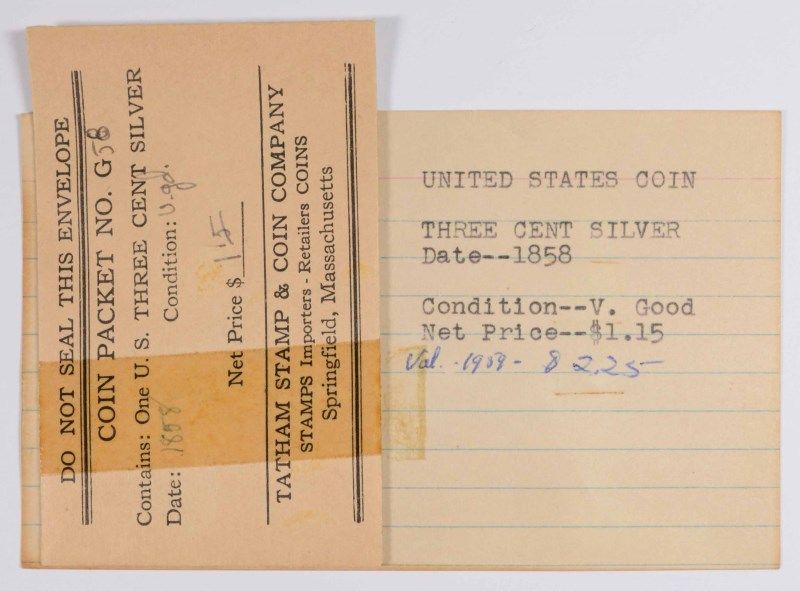 DO NOT SEAL THIS ENVELOPE
COIN PACKET NO. G58
Contains: One U. S. THREE CENT SILVER
Date: 1858 Condition: V.gd.
Net Price $ 1.15
TATHAM STAMP & COIN COMPANY
STAMPS Importers - Retailers COINS
Springfield, Massachusetts
UNITED STATES COIN
THREE CENT SILVER
Date--1858
Condition--V. Good
Net Price--$1.15
Val. - 1959 - $ 2.25